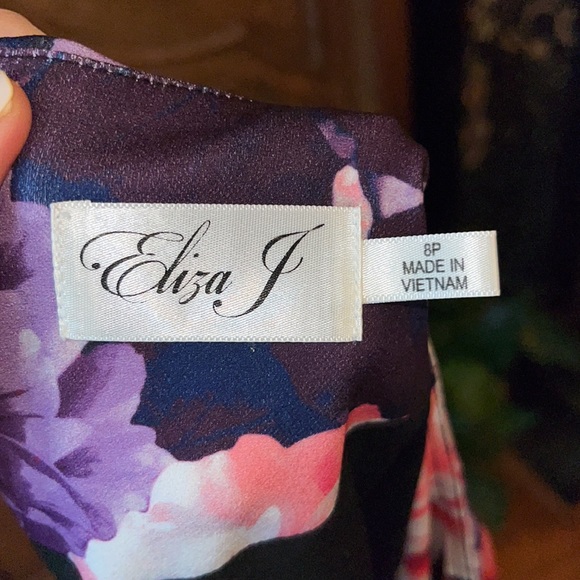 Eliza J
8P
MADE IN
VIETNAM